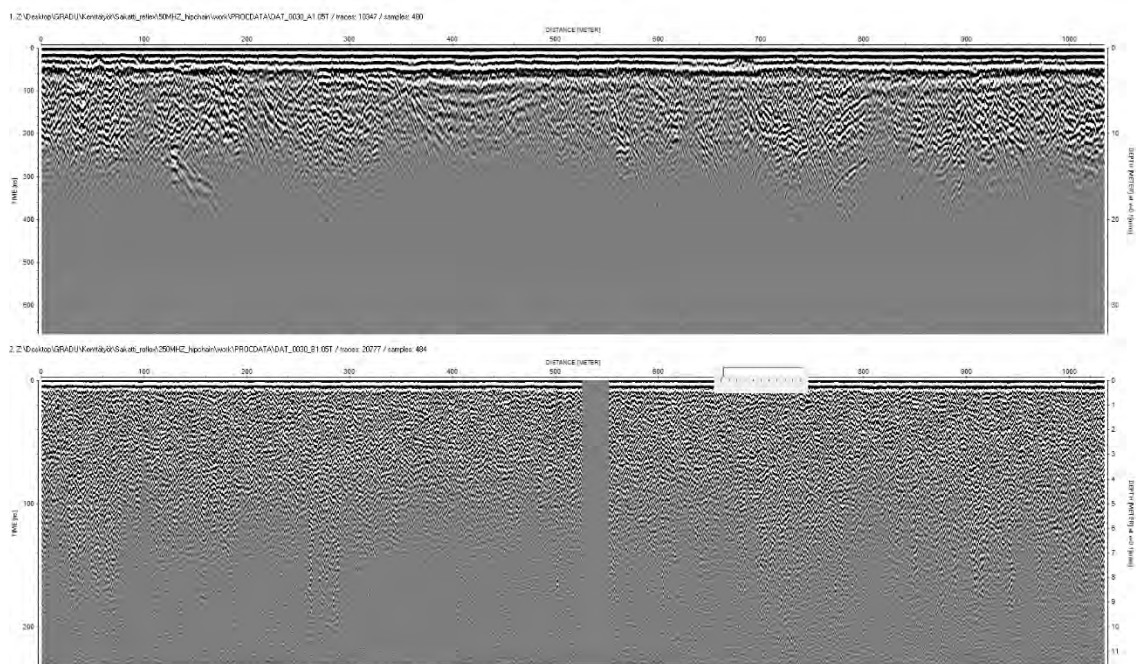 1. Z:\Desktop\GRADU\Kenttätyöt\Sakatti_reflex\50MHZ_hipchain\work\PROCDATA\DAT_0030_A1.05T / traces: 10347 / samples: 480
DISTANCE [METER]
0 100 200 300 400 500 600 700 800 900 1000
TIME [ns]
0 0
100
200 10
300
400 20
500
600 30
2. Z:\Desktop\GRADU\Kenttätyöt\Sakatti_reflex\250MHZ_hipchain\work\PROCDATA\DAT_0030_B1.05T / traces: 20777 / samples: 484
DISTANCE [METER]
0 100 200 300 400 500 600 800 900 1000
TIME [ns]
0 0
1
2
3
4
100 5
6
7
8
9
200 10
11